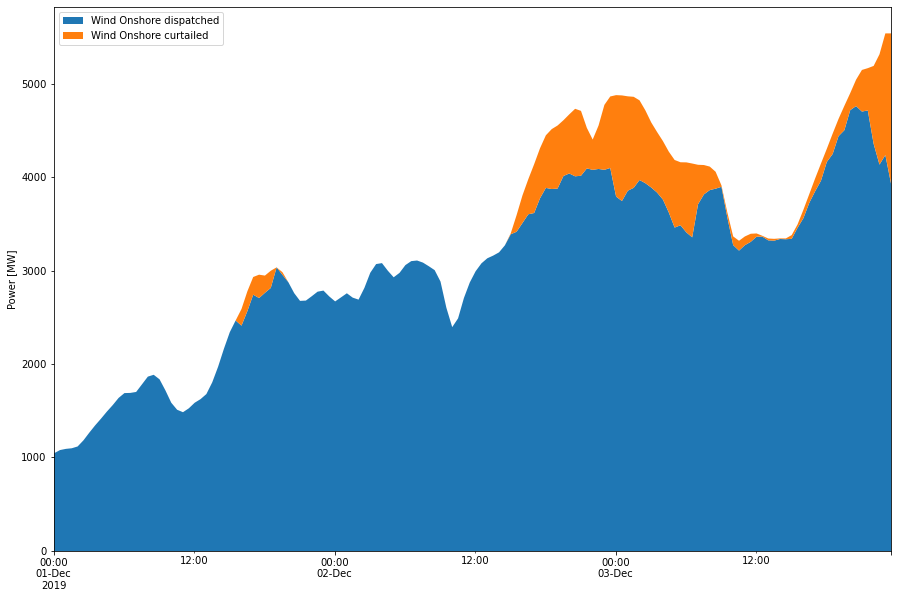 Wind Onshore dispatched
Wind Onshore curtailed
Power [MW]
5000
4000
3000
2000
1000
0
00:00 12:00 00:00 12:00 00:00 12:00
01-Dec 02-Dec 03-Dec
2019